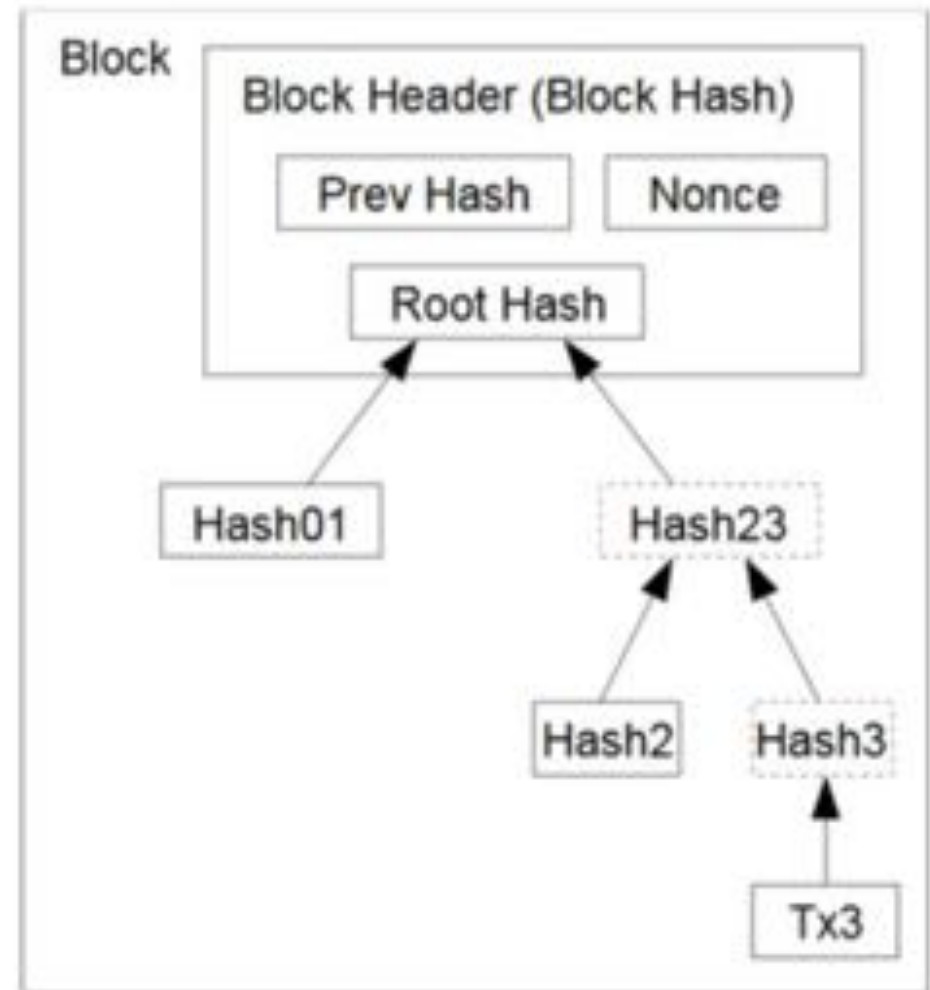 Block
Block Header (Block Hash)
Prev Hash
Nonce
Root Hash
Hash01
Hash23
Hash2
Hash3
Tx3